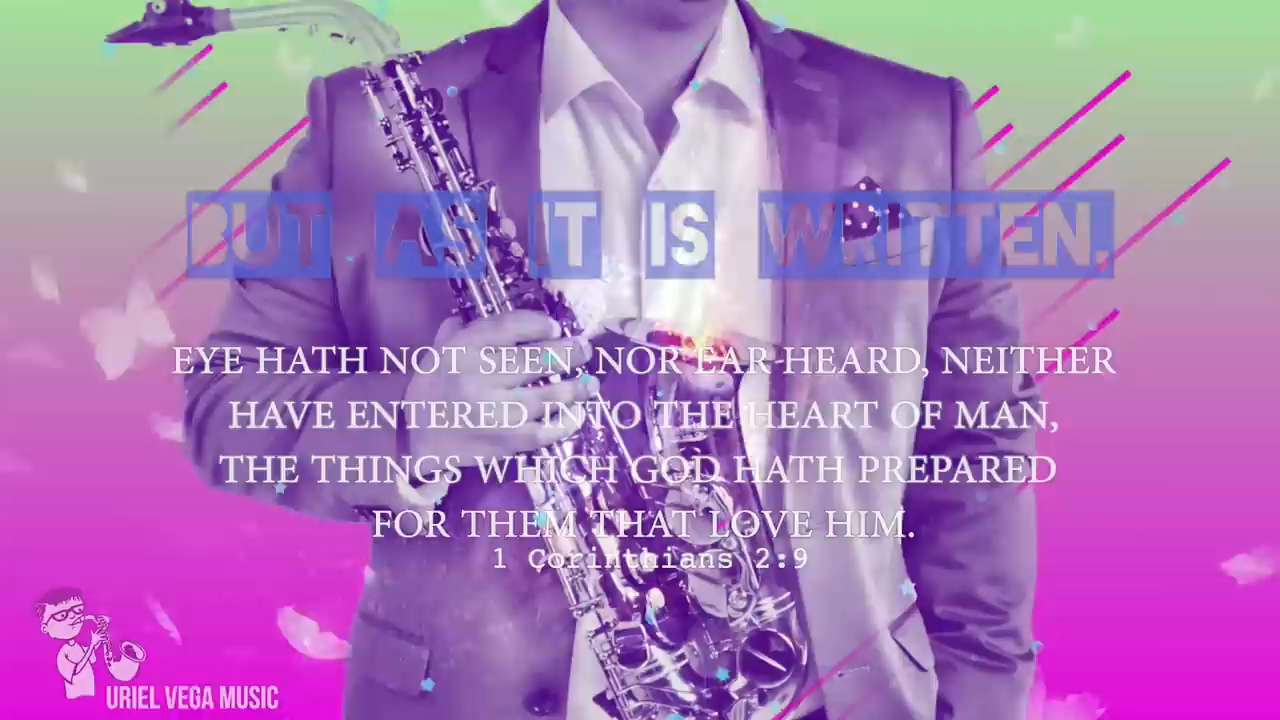 BUT AS IT IS WRITTEN.
EYE HATH NOT SEEN, NOR EAR HEARD, NEITHER
HAVE ENTERED INTO THE HEART OF MAN,
THE THINGS WHICH GOD HATH PREPARED
FOR THEM THAT LOVE HIM.
1 Corinthians 2:9
URIEL VEGA MUSIC